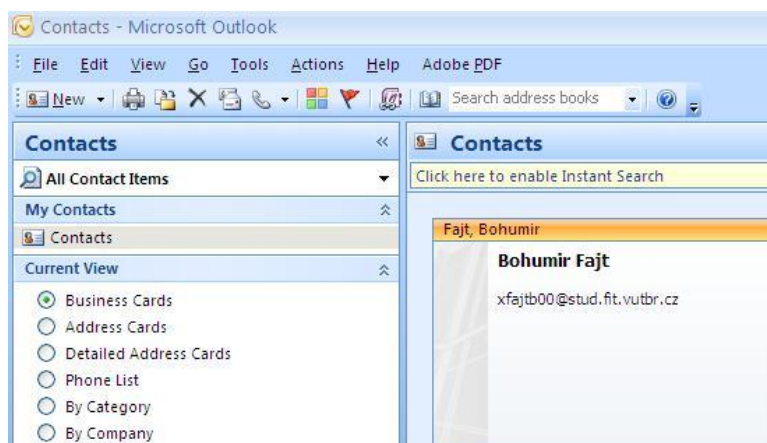 Contacts - Microsoft Outlook
File Edit View Go Tools Actions Help Adobe PDF
New Search address books
Contacts
All Contact Items
My Contacts
Contacts
Current View
Business Cards
Address Cards
Detailed Address Cards
Phone List
By Category
By Company
Contacts
Click here to enable Instant Search
Fajt, Bohumir
Bohumir Fajt
xfajtb00@stud.fit.vutbr.cz